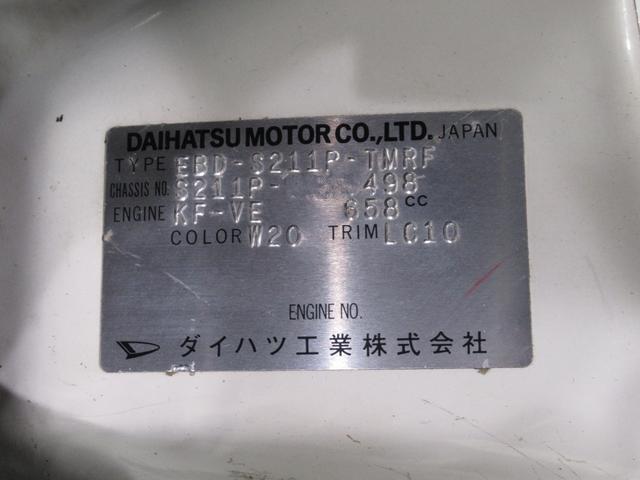 DAIHATSU MOTOR CO.,LTD. JAPAN
TYPE EBD-S211P-TMRF
CHASSIS NO. S211P- 498
ENGINE KF-VE 658 CC
COLOR W20 TRIM LC10
ENGINE NO.
ダイハツ工業株式会社